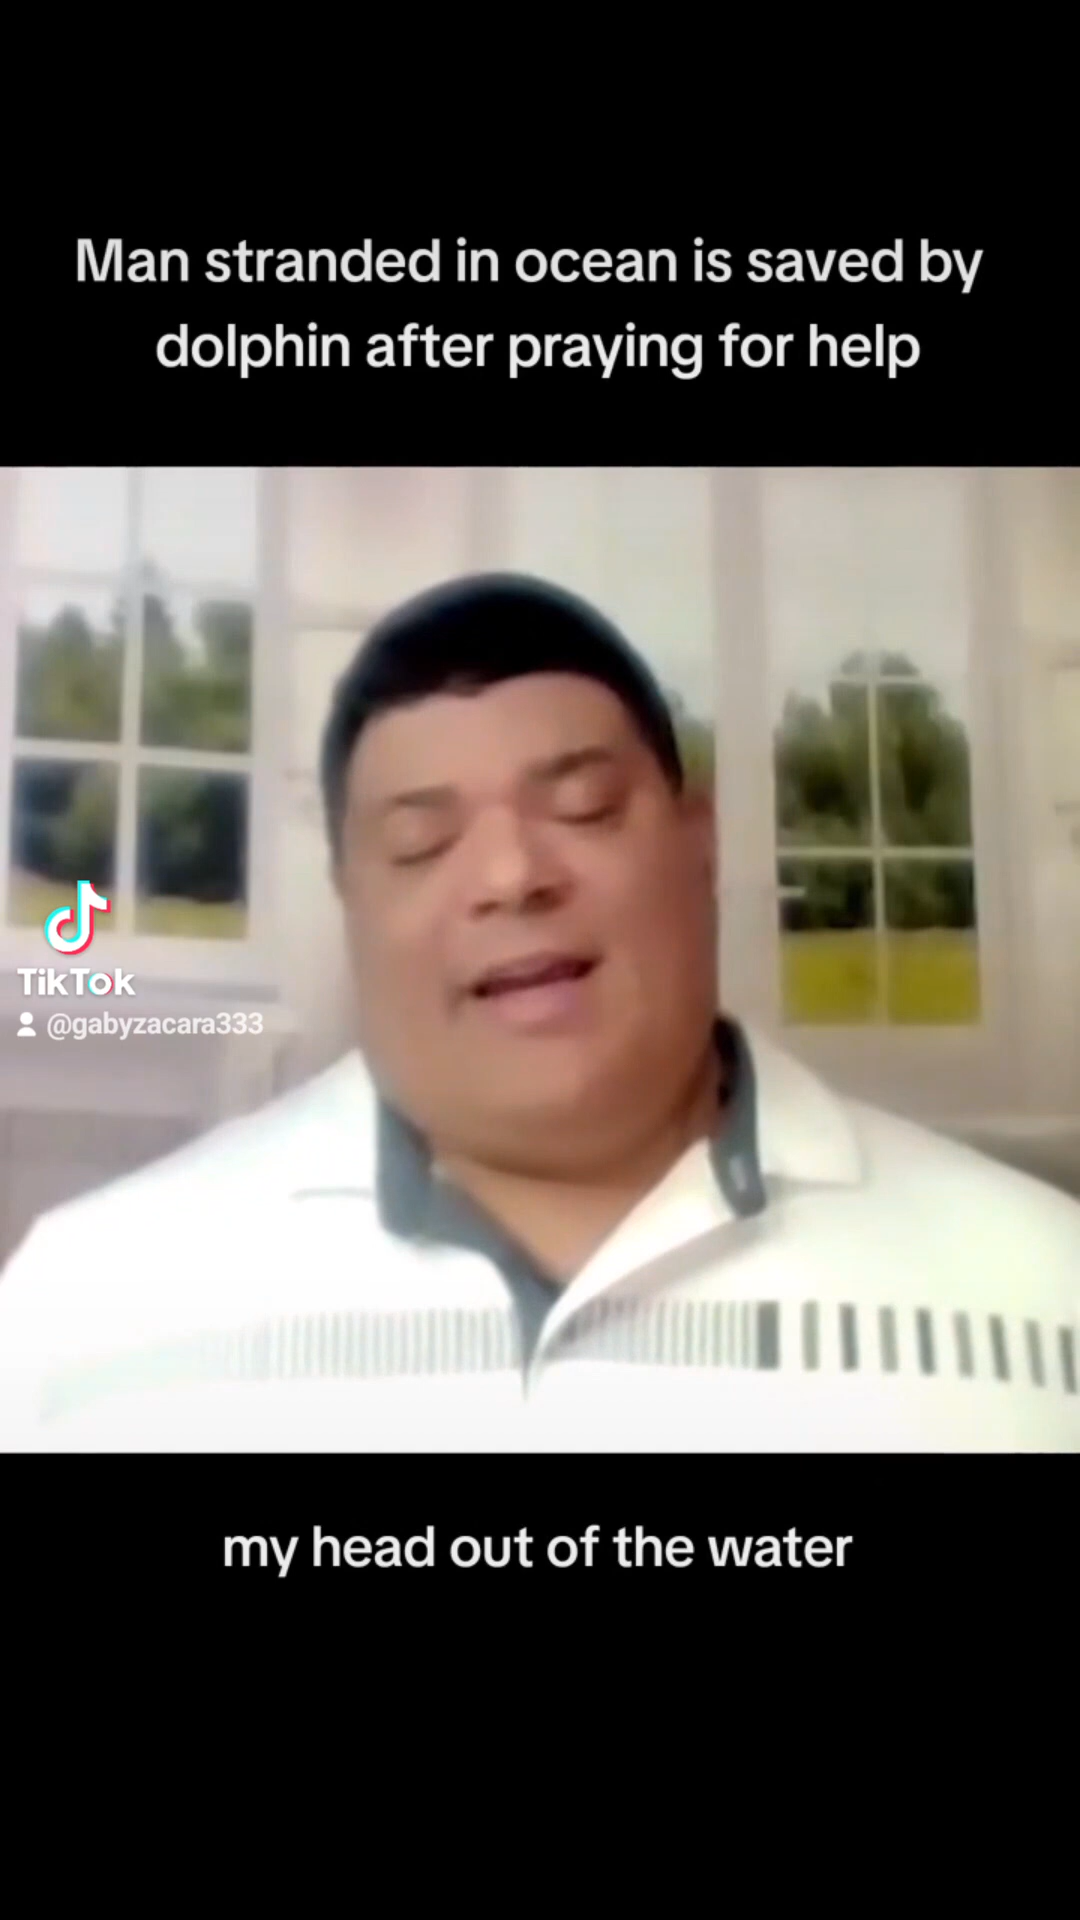 Man stranded in ocean is saved by
dolphin after praying for help
TikTok
@gabyzacara333
my head out of the water